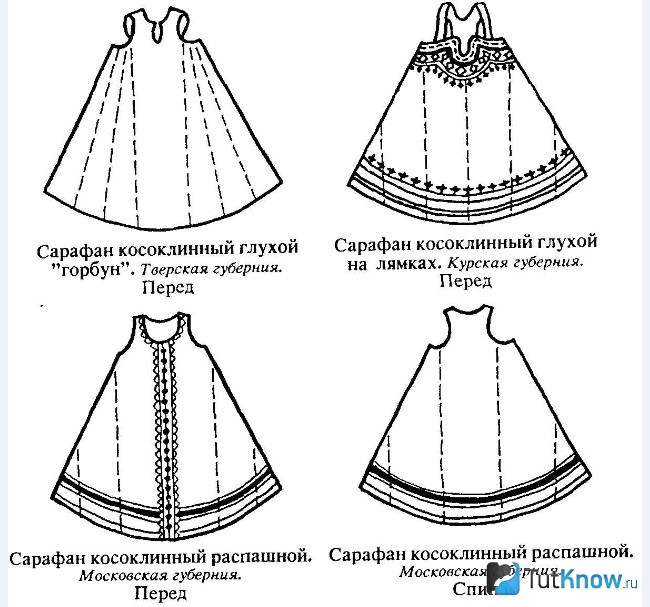 Сарафан косоклинный глухой
"горбун". Тверская губерния.
Перед
Сарафан косоклинный глухой
на лямках. Курская губерния.
Перед
Сарафан косоклинный распашной.
Московская губерния.
Перед
Сарафан косоклинный распашной.
Московская губерния.
TutKnow.ru